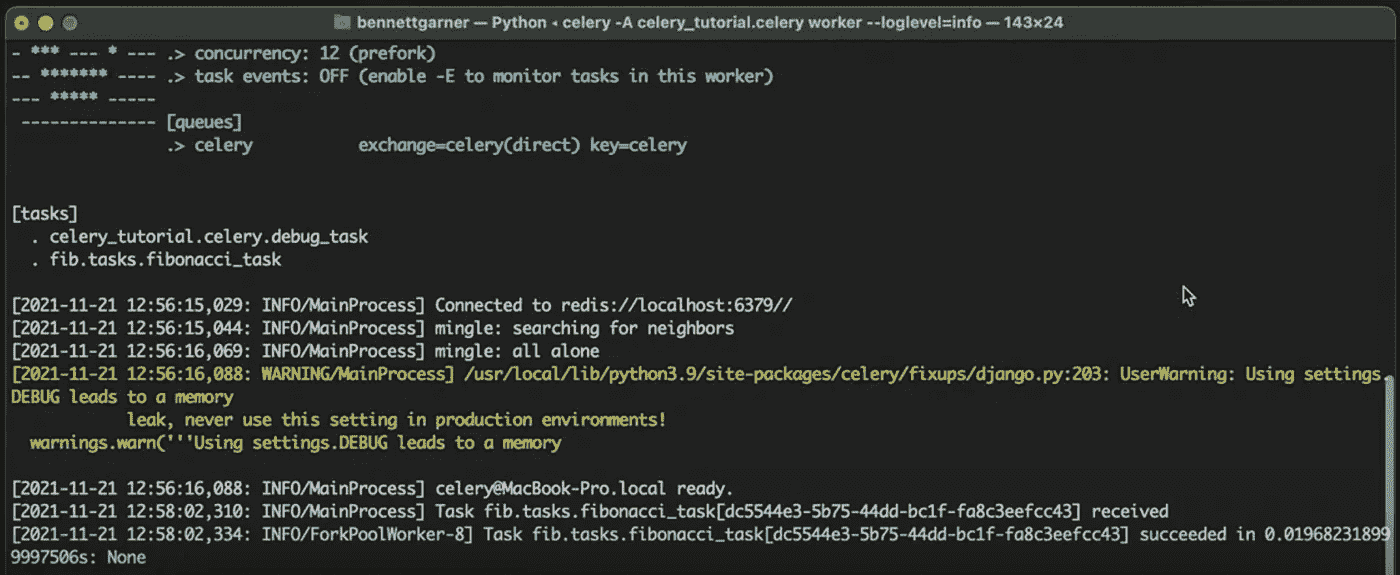 bennettgarner — Python ◂ celery -A celery_tutorial.celery worker --loglevel=info — 143×24
- *** --- * --- .> concurrency: 12 (prefork)
-- ******* ---- .> task events: OFF (enable -E to monitor tasks in this worker)
--- ***** -----
 -------------- [queues]
                .> celery           exchange=celery(direct) key=celery
[tasks]
  . celery_tutorial.celery.debug_task
  . fib.tasks.fibonacci_task
[2021-11-21 12:56:15,029: INFO/MainProcess] Connected to redis://localhost:6379//
[2021-11-21 12:56:15,044: INFO/MainProcess] mingle: searching for neighbors
[2021-11-21 12:56:16,069: INFO/MainProcess] mingle: all alone
[2021-11-21 12:56:16,088: WARNING/MainProcess] /usr/local/lib/python3.9/site-packages/celery/fixups/django.py:203: UserWarning: Using settings.
DEBUG leads to a memory
            leak, never use this setting in production environments!
  warnings.warn('''Using settings.DEBUG leads to a memory
[2021-11-21 12:56:16,088: INFO/MainProcess] celery@MacBook-Pro.local ready.
[2021-11-21 12:58:02,310: INFO/MainProcess] Task fib.tasks.fibonacci_task[dc5544e3-5b75-44dd-bc1f-fa8c3eefcc43] received
[2021-11-21 12:58:02,334: INFO/ForkPoolWorker-8] Task fib.tasks.fibonacci_task[dc5544e3-5b75-44dd-bc1f-fa8c3eefcc43] succeeded in 0.01968231899
9997506s: None